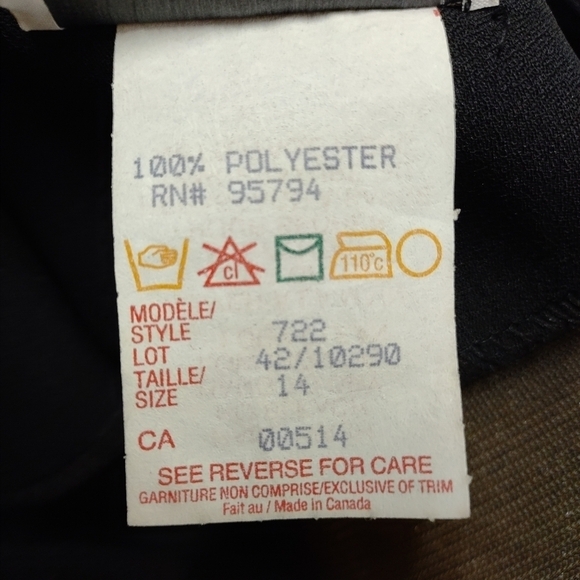 100% POLYESTER
RN# 95794
cl 110°c
MODÈLE/
STYLE 722
LOT 42/10290
TAILLE/
SIZE 14
CA 00514
SEE REVERSE FOR CARE
GARNITURE NON COMPRISE/EXCLUSIVE OF TRIM
Fait au / Made in Canada